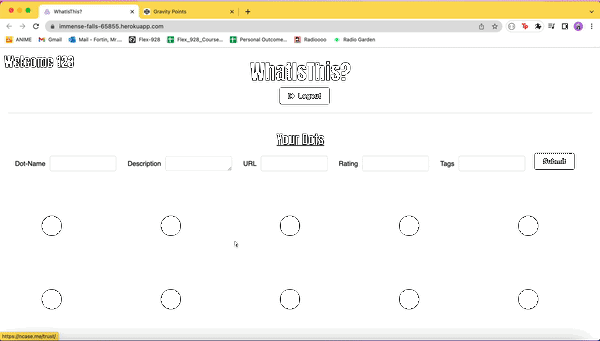 WhatIsThis?
Gravity Points
immense-falls-65855.herokuapp.com
ANIME
Gmail
Mail - Fortin, Mr....
Flex-928
Flex_928_Course...
Personal Outcome...
Radiooooo
Radio Garden
Welcome 123
WhatIsThis?
Logout
Your Dots
Dot-Name
Description
URL
Rating
Tags
Submit
https://ncase.me/trust/